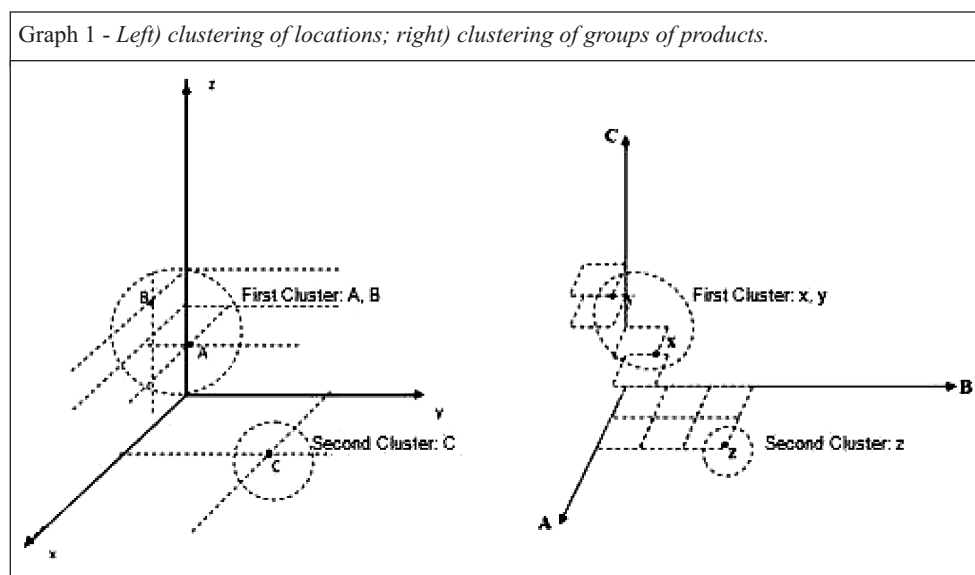 Graph 1 - Left) clustering of locations; right) clustering of groups of products.
z
C
B
First Cluster: A, B
First Cluster: x, y
A
x
y
B
Second Cluster: C
Second Cluster: z
C
z
A
x